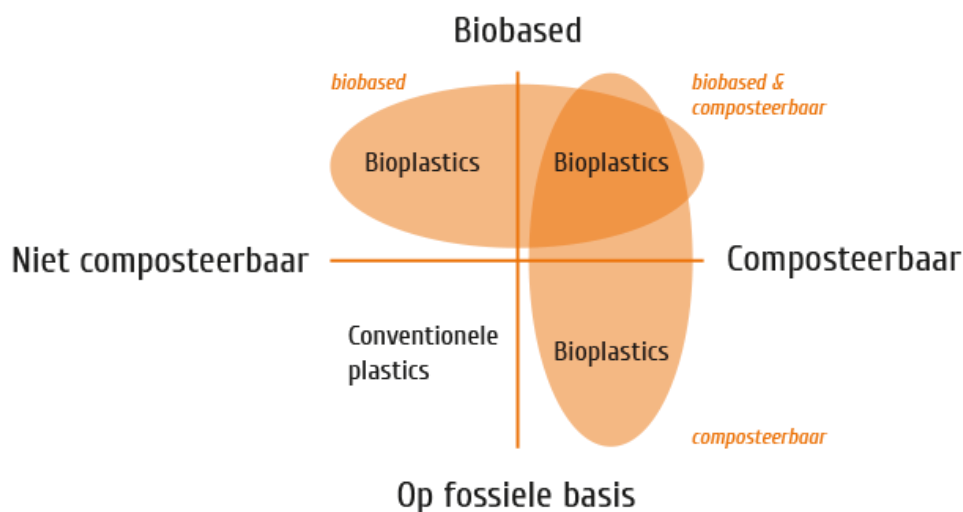 Biobased
biobased
biobased &
composteerbaar
Bioplastics
Bioplastics
Niet composteerbaar
Composteerbaar
Conventionele
plastics
Bioplastics
composteerbaar
Op fossiele basis